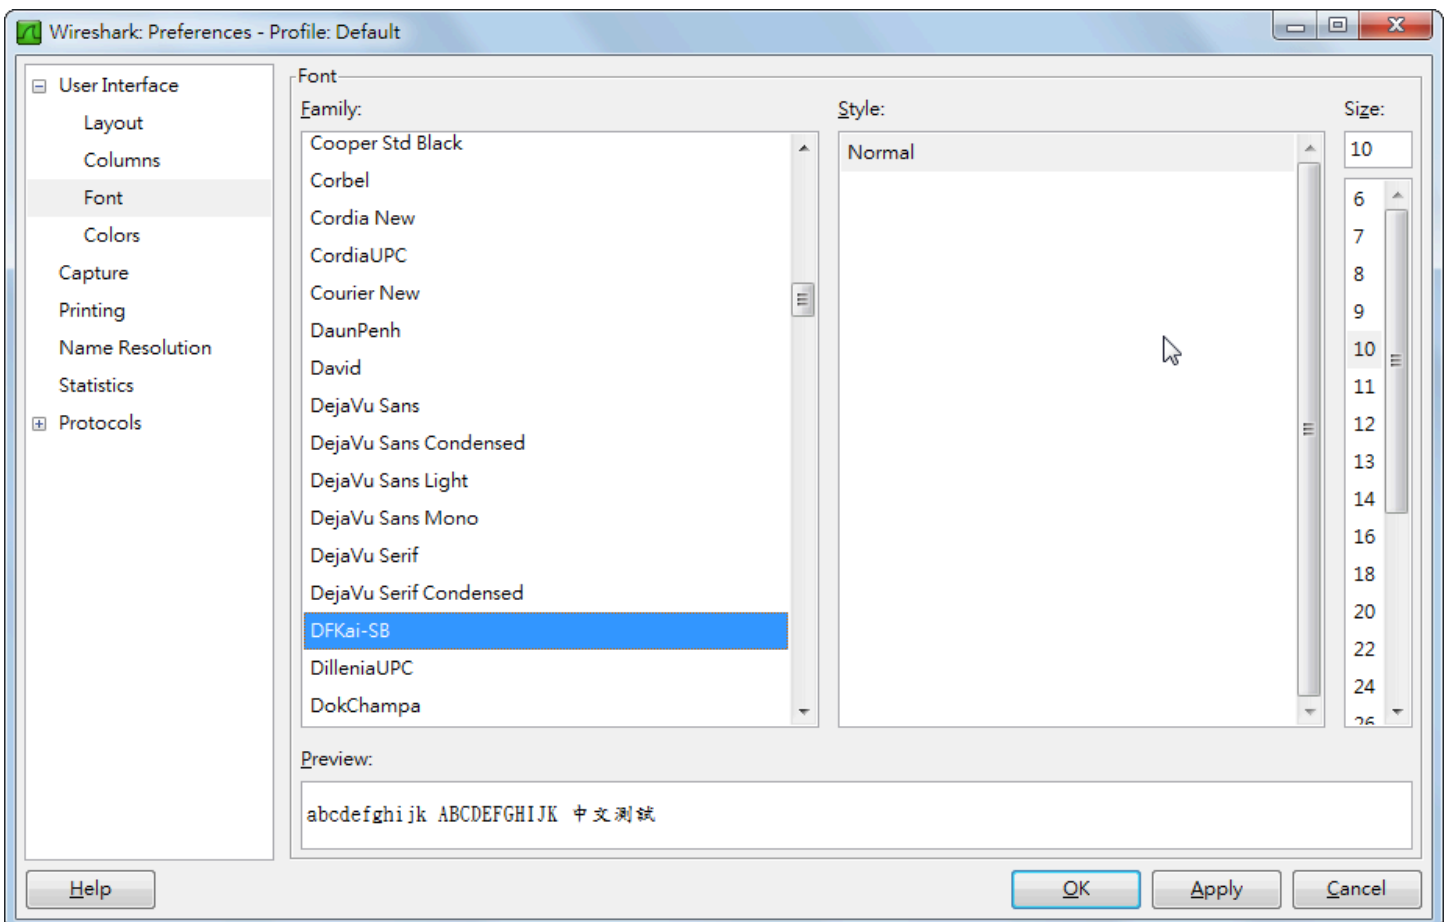 Wireshark: Preferences - Profile: Default
User Interface
Layout
Columns
Font
Colors
Capture
Printing
Name Resolution
Statistics
Protocols
Font
Family:
Cooper Std Black
Corbel
Cordia New
CordiaUPC
Courier New
DaunPenh
David
DejaVu Sans
DejaVu Sans Condensed
DejaVu Sans Light
DejaVu Sans Mono
DejaVu Serif
DejaVu Serif Condensed
DFKai-SB
DilleniaUPC
DokChampa
Style:
Normal
Size:
10
6
7
8
9
10
11
12
13
14
16
18
20
22
24
26
Preview:
abcdefghijk ABCDEFGHIJK 中文測試
Help
OK
Apply
Cancel